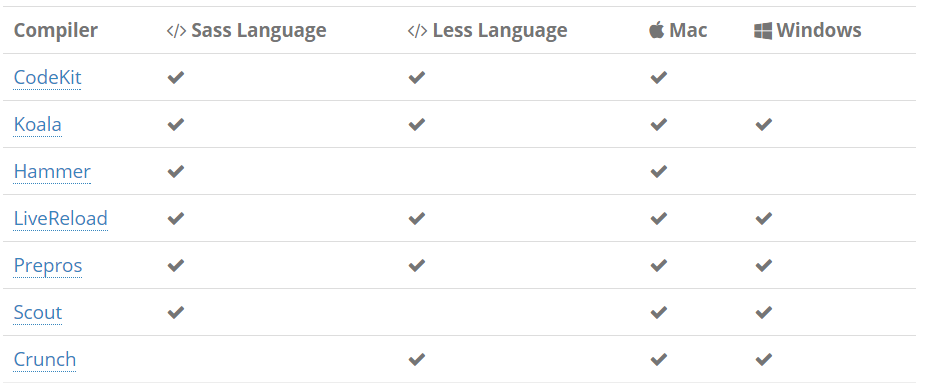 Compiler </> Sass Language </> Less Language Mac Windows
CodeKit ✔ ✔ ✔
Koala ✔ ✔ ✔ ✔
Hammer ✔ ✔
LiveReload ✔ ✔ ✔ ✔
Prepros ✔ ✔ ✔ ✔
Scout ✔ ✔ ✔
Crunch ✔ ✔ ✔